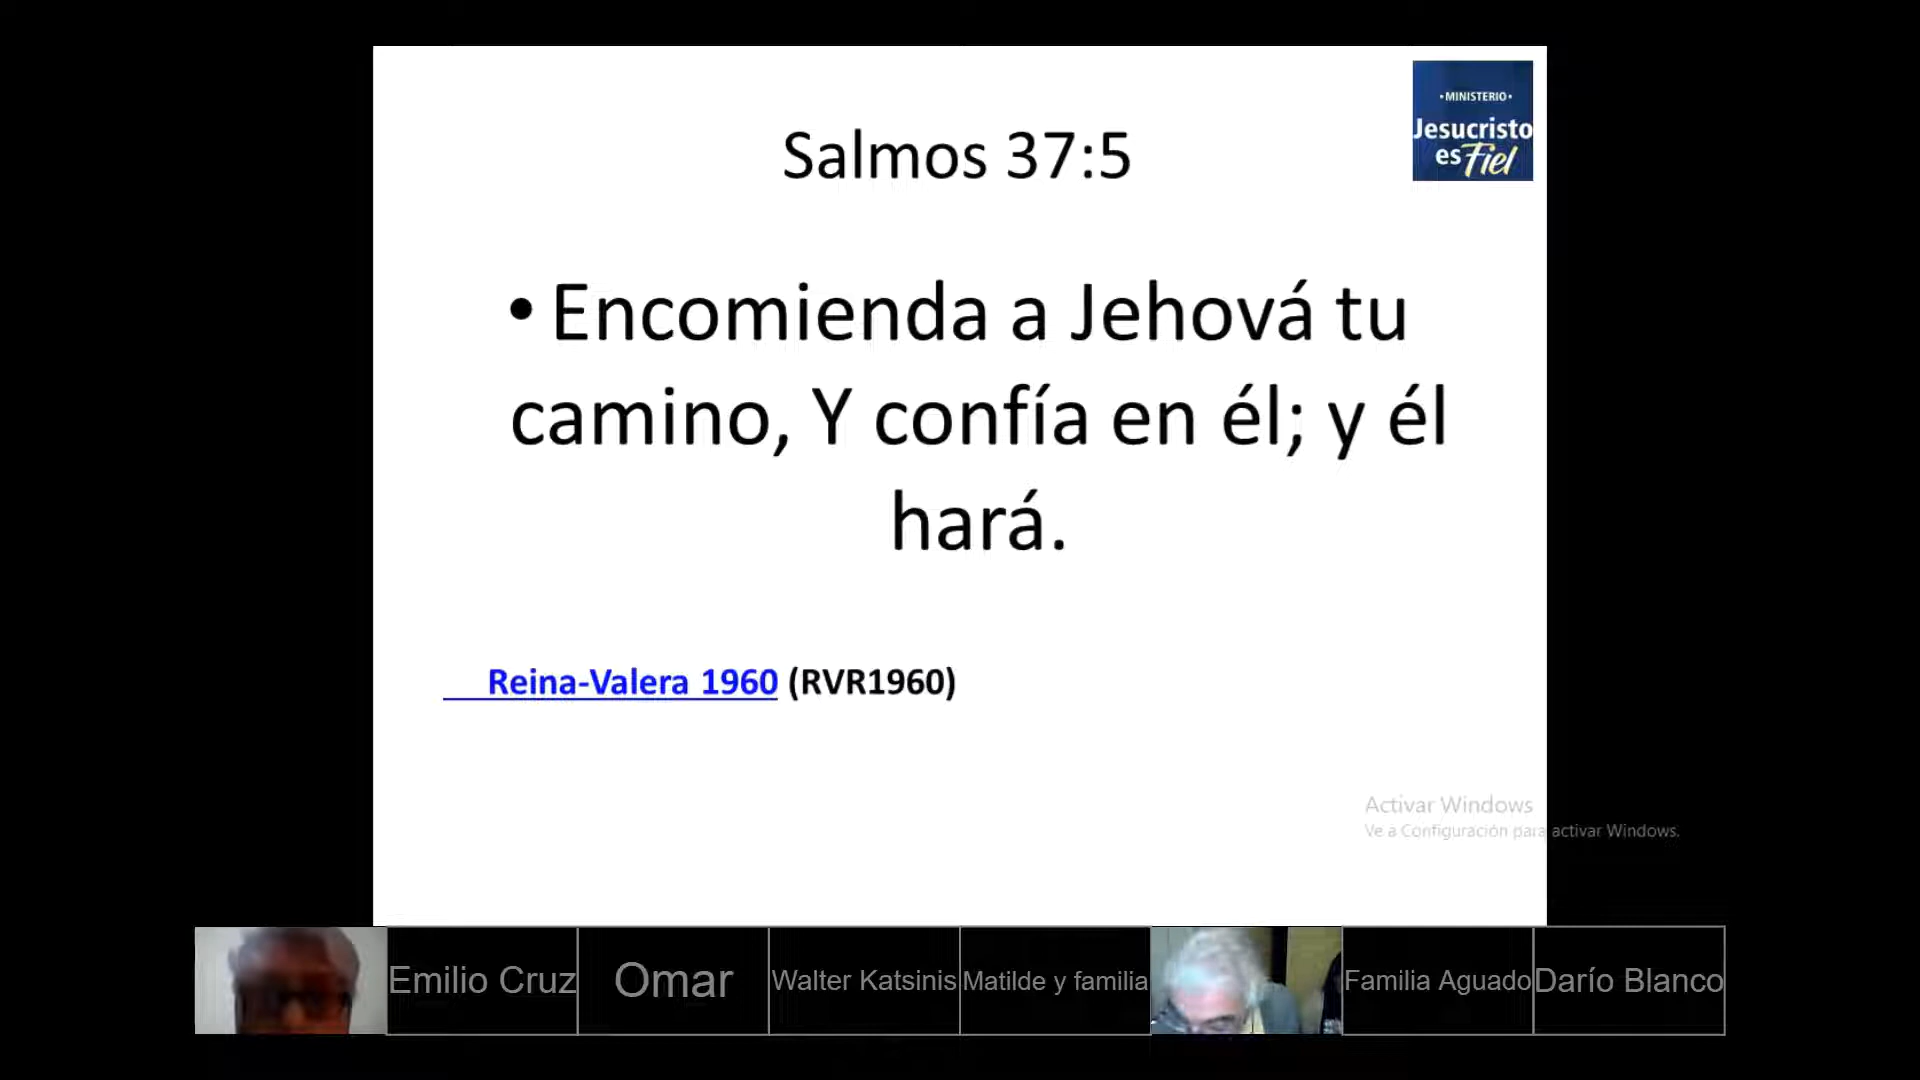 •MINISTERIO•
Jesucristo
es Fiel
Salmos 37:5
• Encomienda a Jehová tu
camino, Y confía en él; y él
hará.
Reina-Valera 1960 (RVR1960)
Activar Windows
Ve a Configuración para activar Windows.
Emilio Cruz
Omar
Walter Katsinis
Matilde y familia
Familia Aguado
Darío Blanco